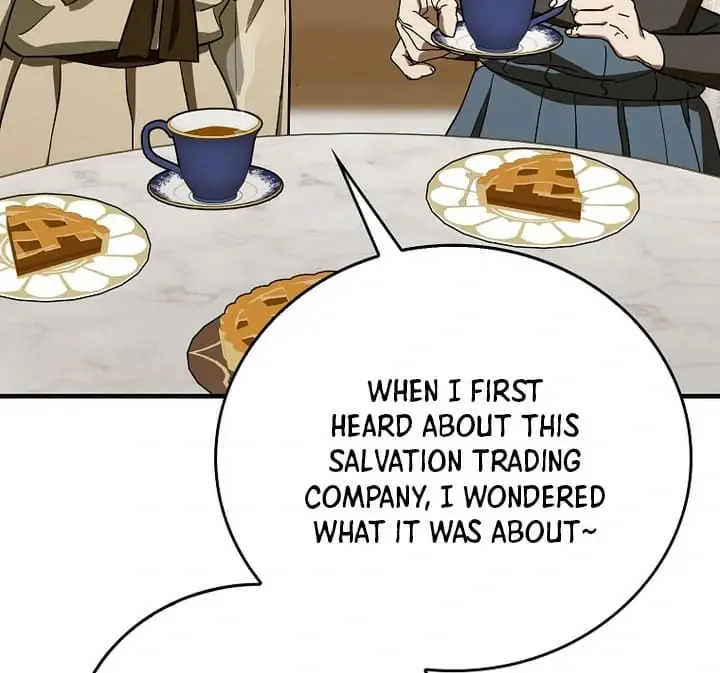 WHEN I FIRST
HEARD ABOUT THIS
SALVATION TRADING
COMPANY, I WONDERED
WHAT IT WAS ABOUT~